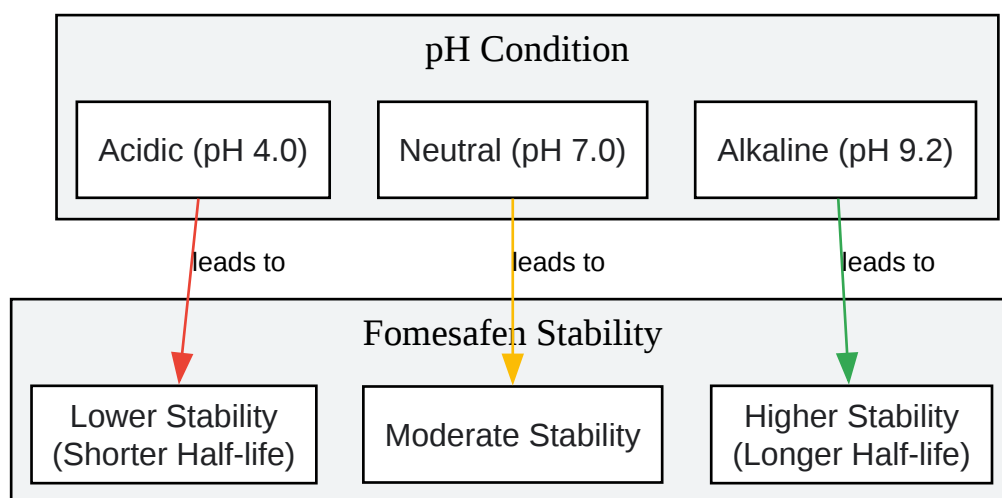 pH Condition
Acidic (pH 4.0)
Neutral (pH 7.0)
Alkaline (pH 9.2)
leads to
leads to
leads to
Fomesafen Stability
Lower Stability
(Shorter Half-life)
Moderate Stability
Higher Stability
(Longer Half-life)